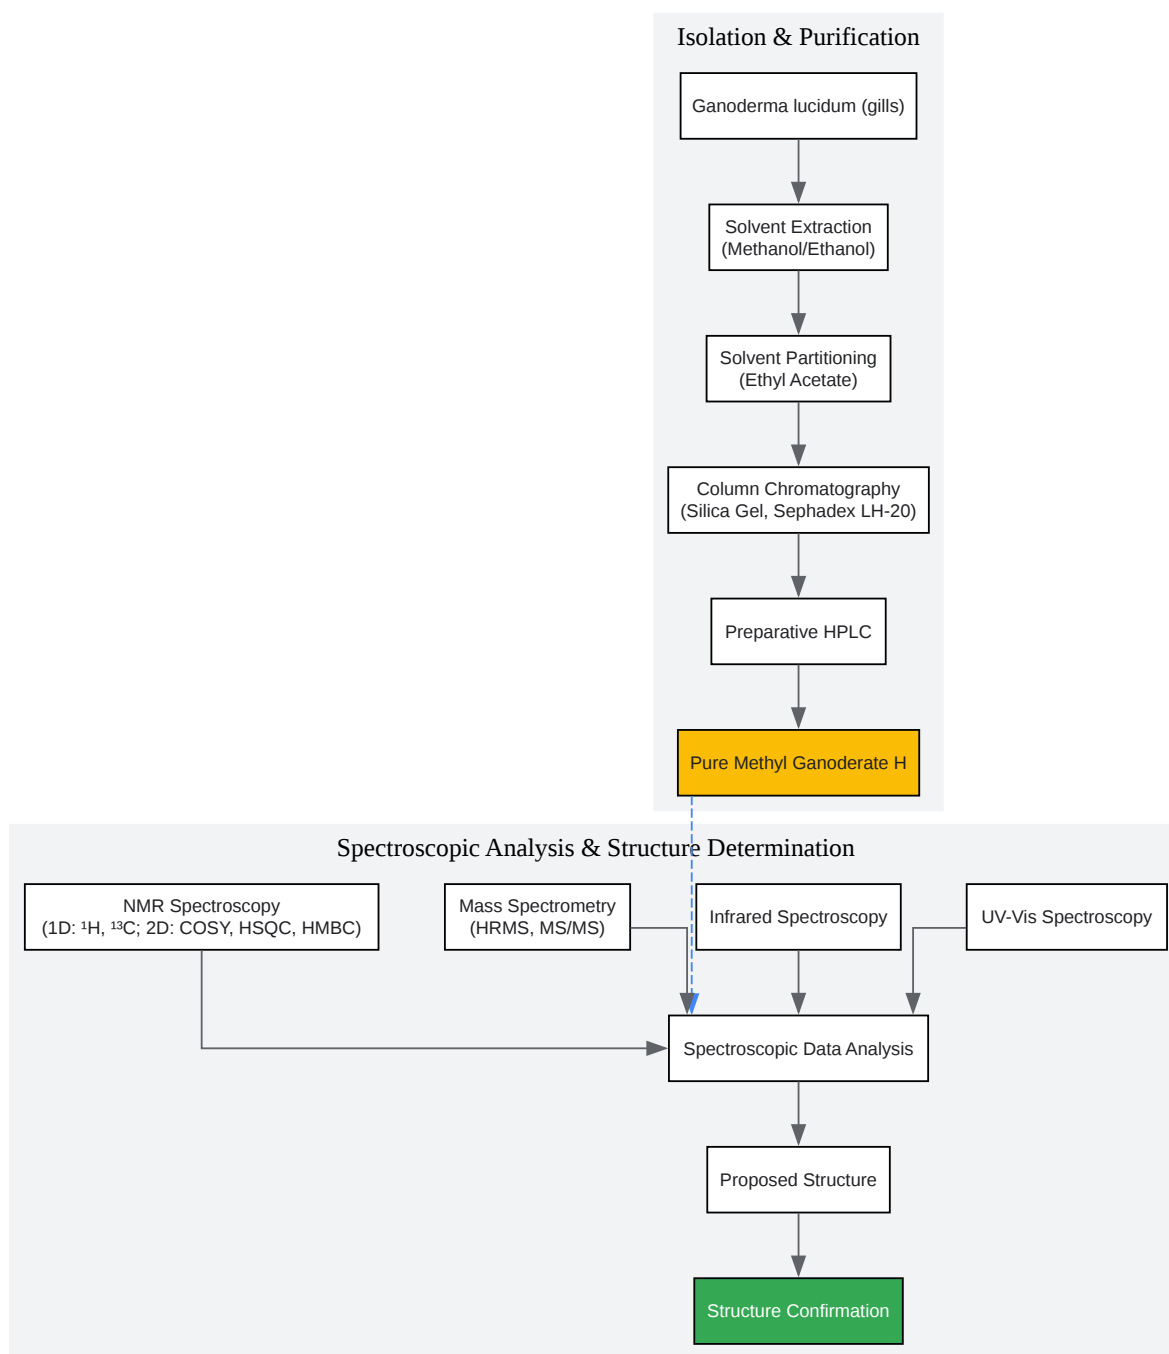 Isolation & Purification
Ganoderma lucidum (gills)
Solvent Extraction
(Methanol/Ethanol)
Solvent Partitioning
(Ethyl Acetate)
Column Chromatography
(Silica Gel, Sephadex LH-20)
Preparative HPLC
Pure Methyl Ganoderate H
Spectroscopic Analysis & Structure Determination
NMR Spectroscopy
(1D: ¹H, ¹³C; 2D: COSY, HSQC, HMBC)
Mass Spectrometry
(HRMS, MS/MS)
Infrared Spectroscopy
UV-Vis Spectroscopy
Spectroscopic Data Analysis
Proposed Structure
Structure Confirmation